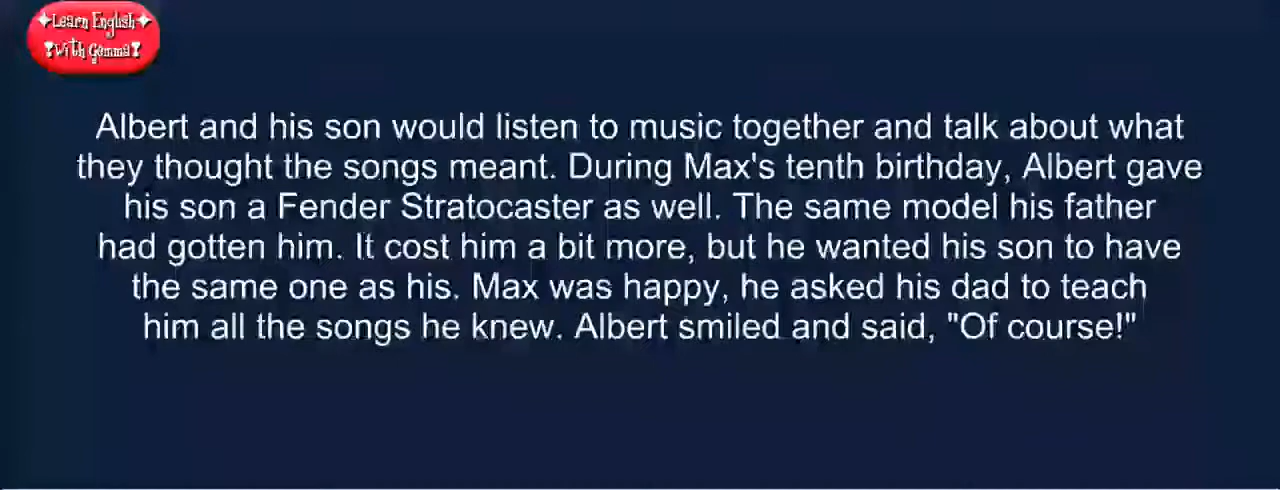 ✦Learn English✦
❣With Gemma❣
Albert and his son would listen to music together and talk about what
they thought the songs meant. During Max's tenth birthday, Albert gave
his son a Fender Stratocaster as well. The same model his father
had gotten him. It cost him a bit more, but he wanted his son to have
the same one as his. Max was happy, he asked his dad to teach
him all the songs he knew. Albert smiled and said, "Of course!"